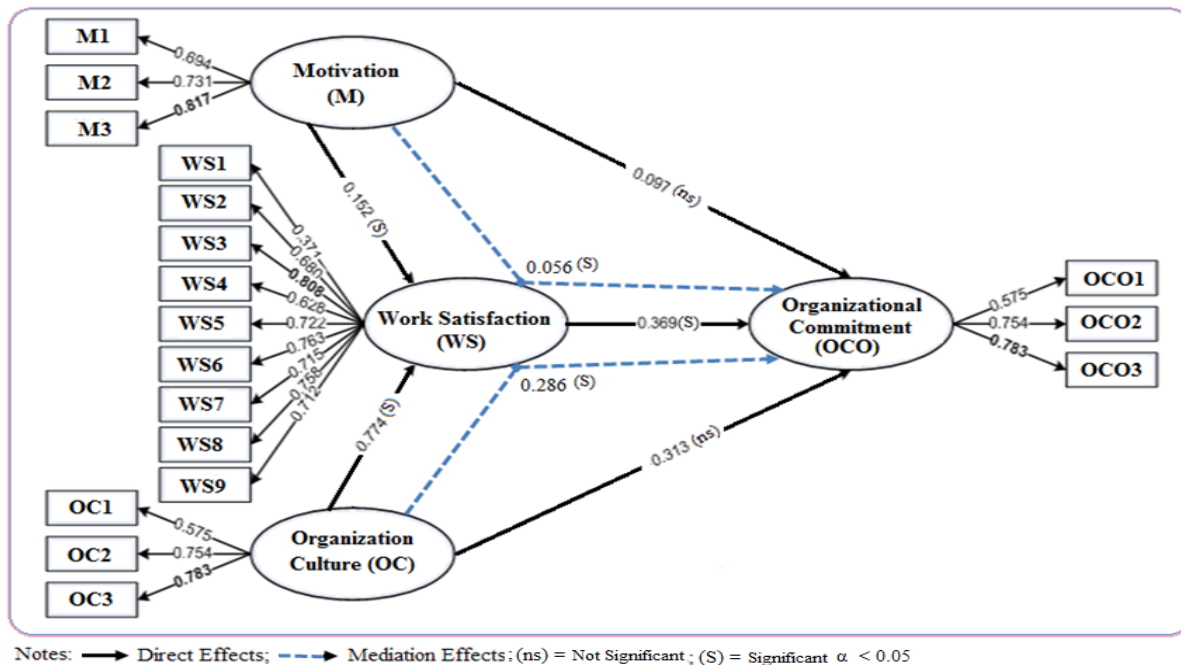 M1
M2
M3
0.694
0.731
0.817
Motivation
(M)
0.097 (ns)
0.152 (S)
WS1
WS2
WS3
WS4
WS5
WS6
WS7
WS8
WS9
0.371
0.680
0.808
0.628
0.722
0.763
0.715
0.758
0.712
0.056 (S)
Work Satisfaction
(WS)
0.369(S)
Organizational
Commitment
(OCO)
0.575
0.754
0.783
OCO1
OCO2
OCO3
0.286 (S)
0.774 (S)
0.313 (ns)
OC1
OC2
OC3
0.575
0.754
0.783
Organization
Culture (OC)
Notes: Direct Effects; Mediation Effects; (ns) = Not Significant; (S) = Significant α < 0.05